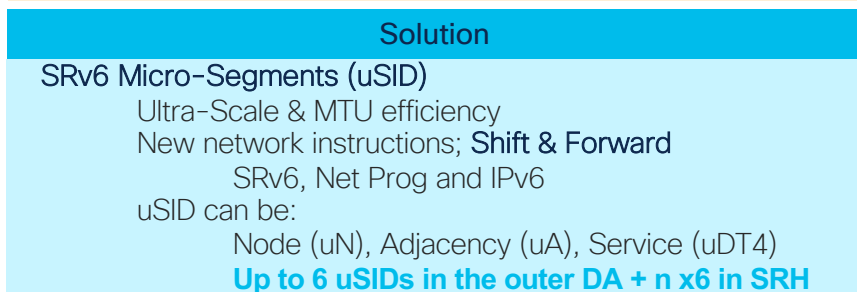 Solution
SRv6 Micro-Segments (uSID)
Ultra-Scale & MTU efficiency
New network instructions; Shift & Forward
SRv6, Net Prog and IPv6
uSID can be:
Node (uN), Adjacency (uA), Service (uDT4)
Up to 6 uSIDs in the outer DA + n x6 in SRH